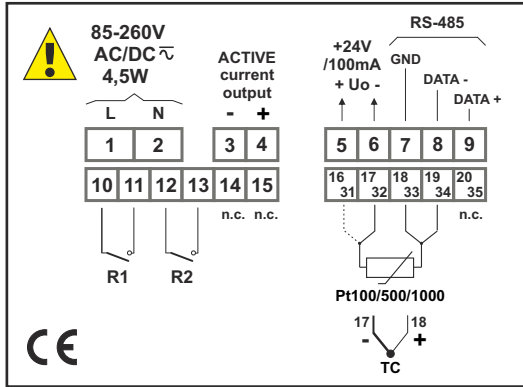 85-260V
AC/DC
4,5W
L N
ACTIVE
current
output
- +
+24V
/100mA
+ Uo -
RS-485
GND
DATA -
DATA +
1 2 3 4 5 6 7 8 9
10 11 12 13 14 15
16 31 17 32 18 33 19 34 20 35
n.c. n.c. n.c.
R1 R2
Pt100/500/1000
17 18
- +
TC
CE